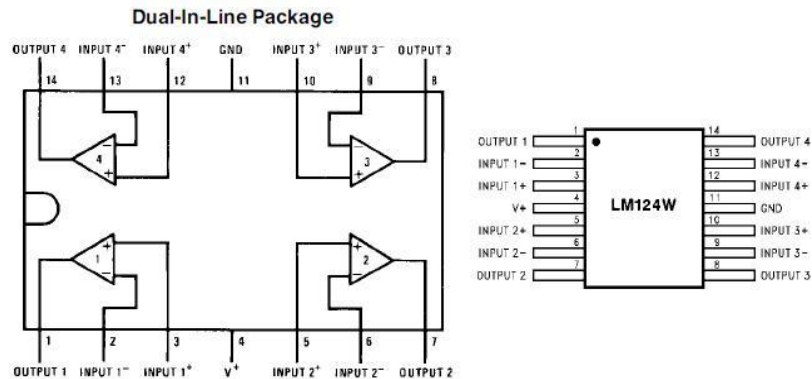 Dual-In-Line Package
OUTPUT 4 INPUT 4- INPUT 4+ GND INPUT 3+ INPUT 3- OUTPUT 3
14 13 12 11 10 9 8
4 3
1 2
1 2 3 4 5 6 7
OUTPUT 1 INPUT 1- INPUT 1+ V+ INPUT 2+ INPUT 2- OUTPUT 2
OUTPUT 1 1 14 OUTPUT 4
INPUT 1- 2 13 INPUT 4-
INPUT 1+ 3 12 INPUT 4+
V+ 4 LM124W 11 GND
INPUT 2+ 5 10 INPUT 3+
INPUT 2- 6 9 INPUT 3-
OUTPUT 2 7 8 OUTPUT 3